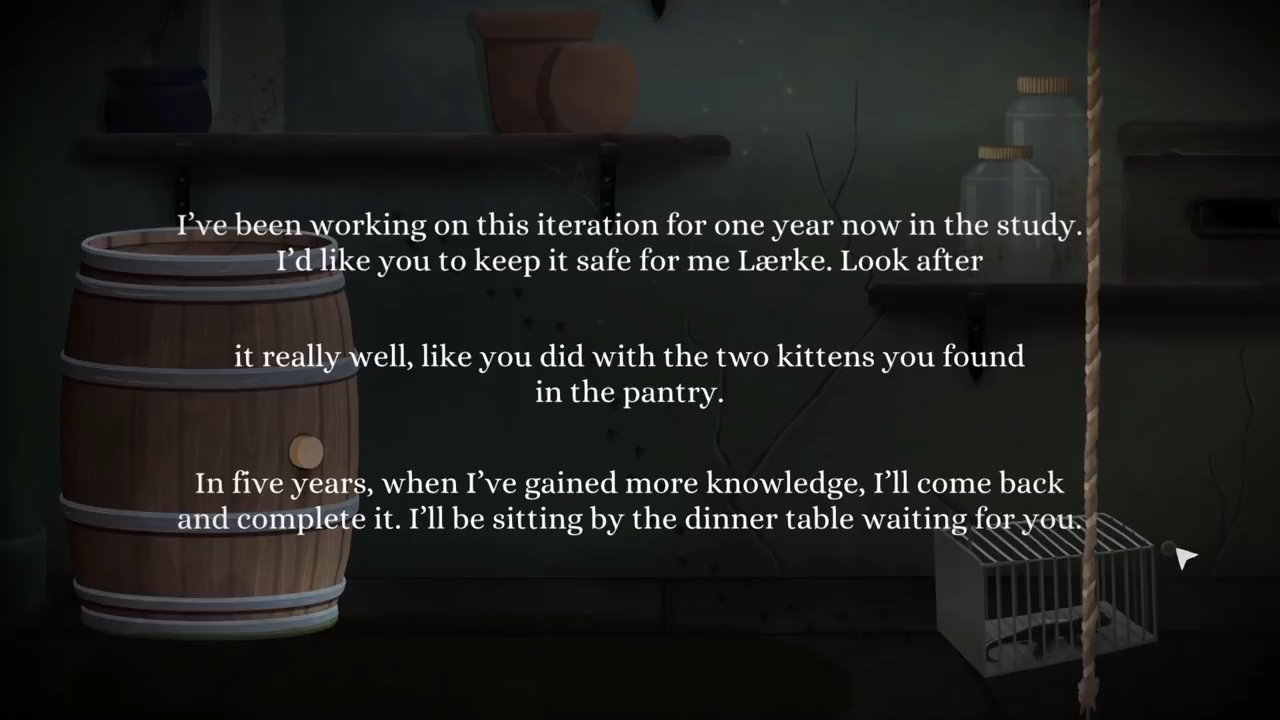 I’ve been working on this iteration for one year now in the study.
I’d like you to keep it safe for me Lærke. Look after
it really well, like you did with the two kittens you found
in the pantry.
In five years, when I’ve gained more knowledge, I’ll come back
and complete it. I’ll be sitting by the dinner table waiting for you.